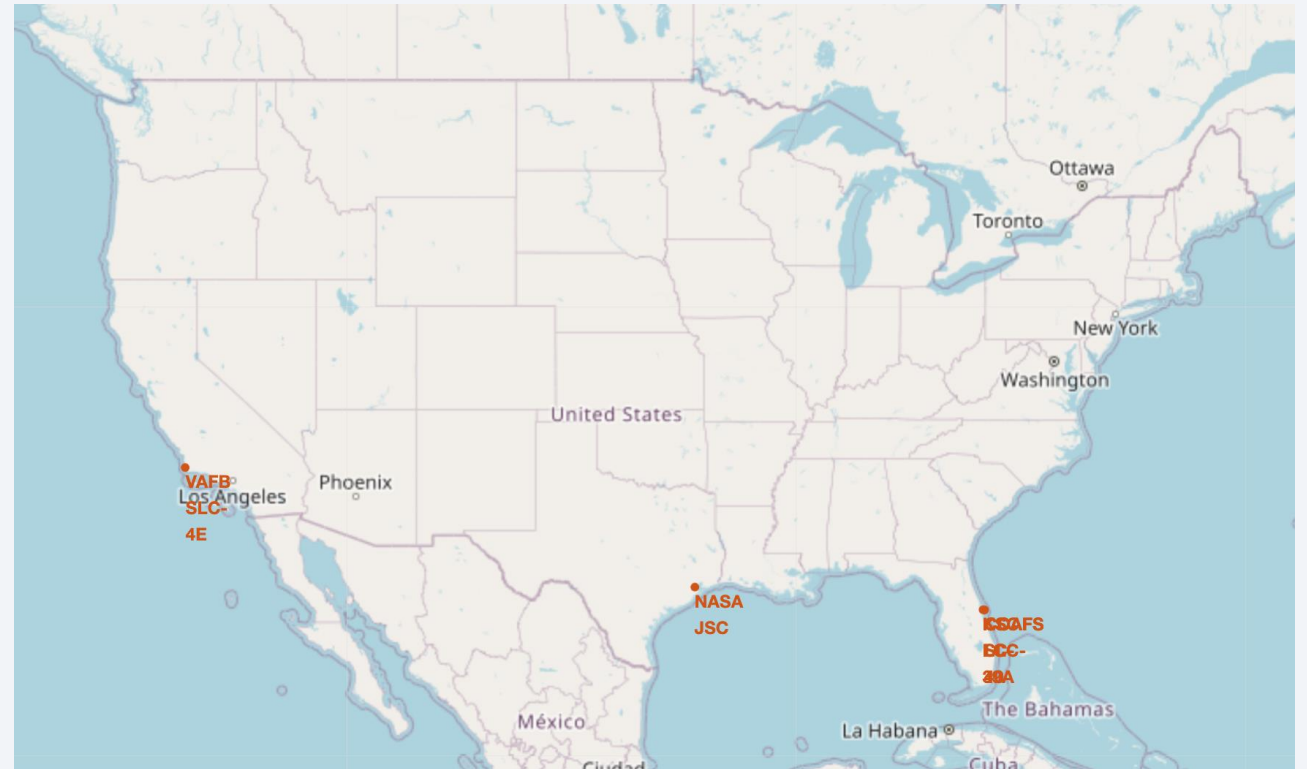 Ottawa
Toronto
New York
Washington
United States
VAFB
SLC-
4E
Los Angeles
Phoenix
NASA
JSC
México
La Habana
The Bahamas
Ciudad
Cuba